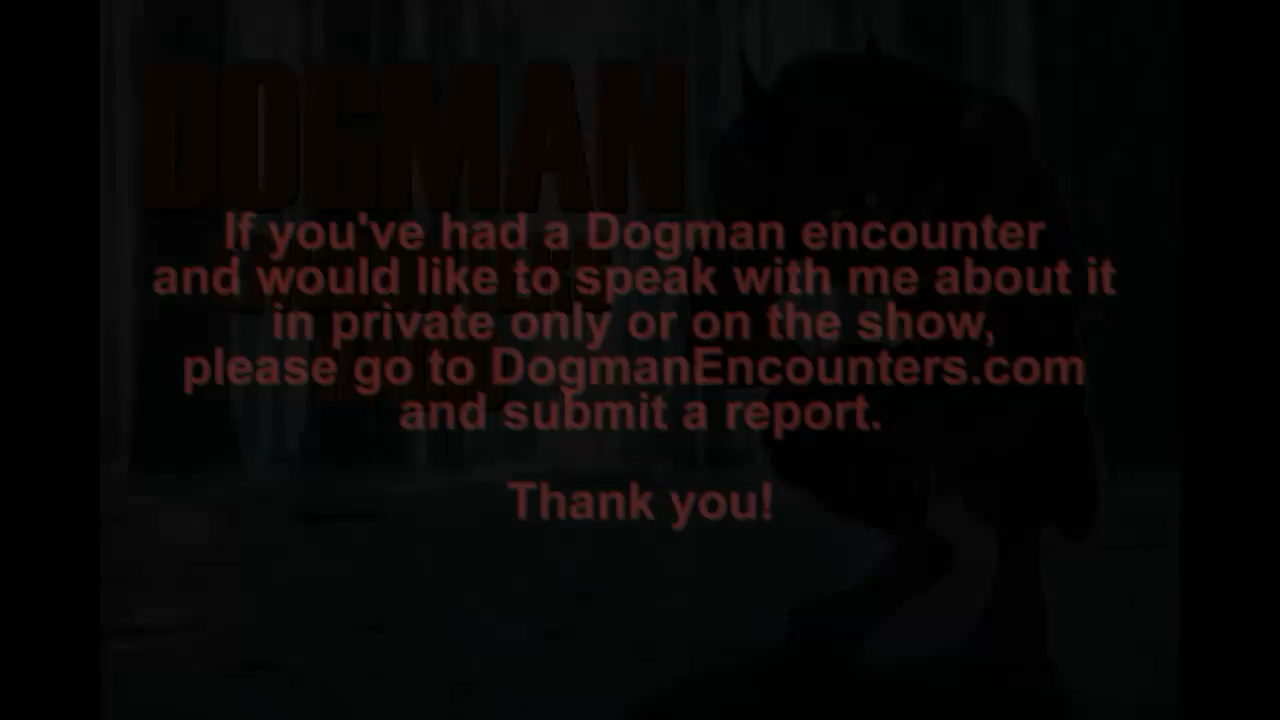 DOGMAN
If you've had a Dogman encounter
and would like to speak with me about it
in private only or on the show,
please go to DogmanEncounters.com
and submit a report.
Thank you!